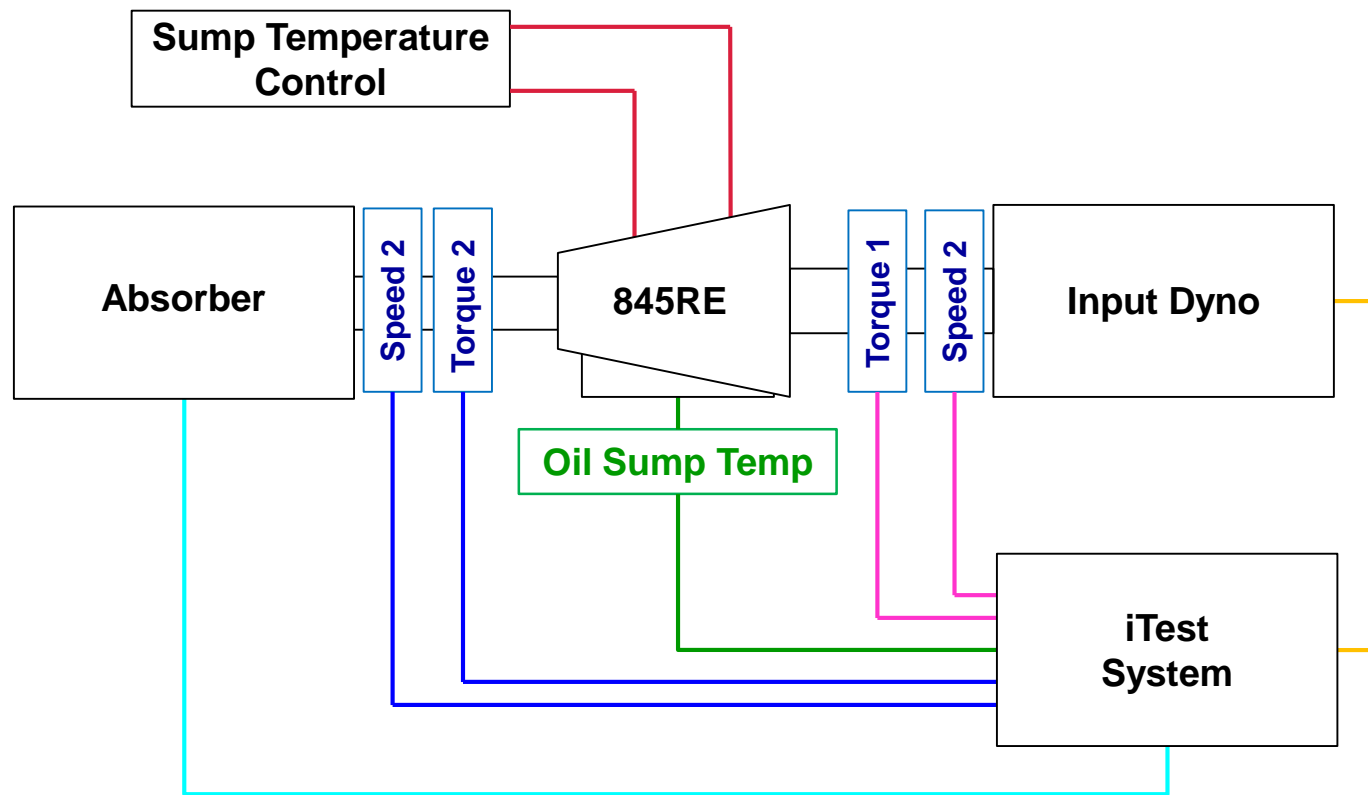 Sump Temperature
Control
Absorber
Speed 2
Torque 2
845RE
Torque 1
Speed 2
Input Dyno
Oil Sump Temp
iTest
System